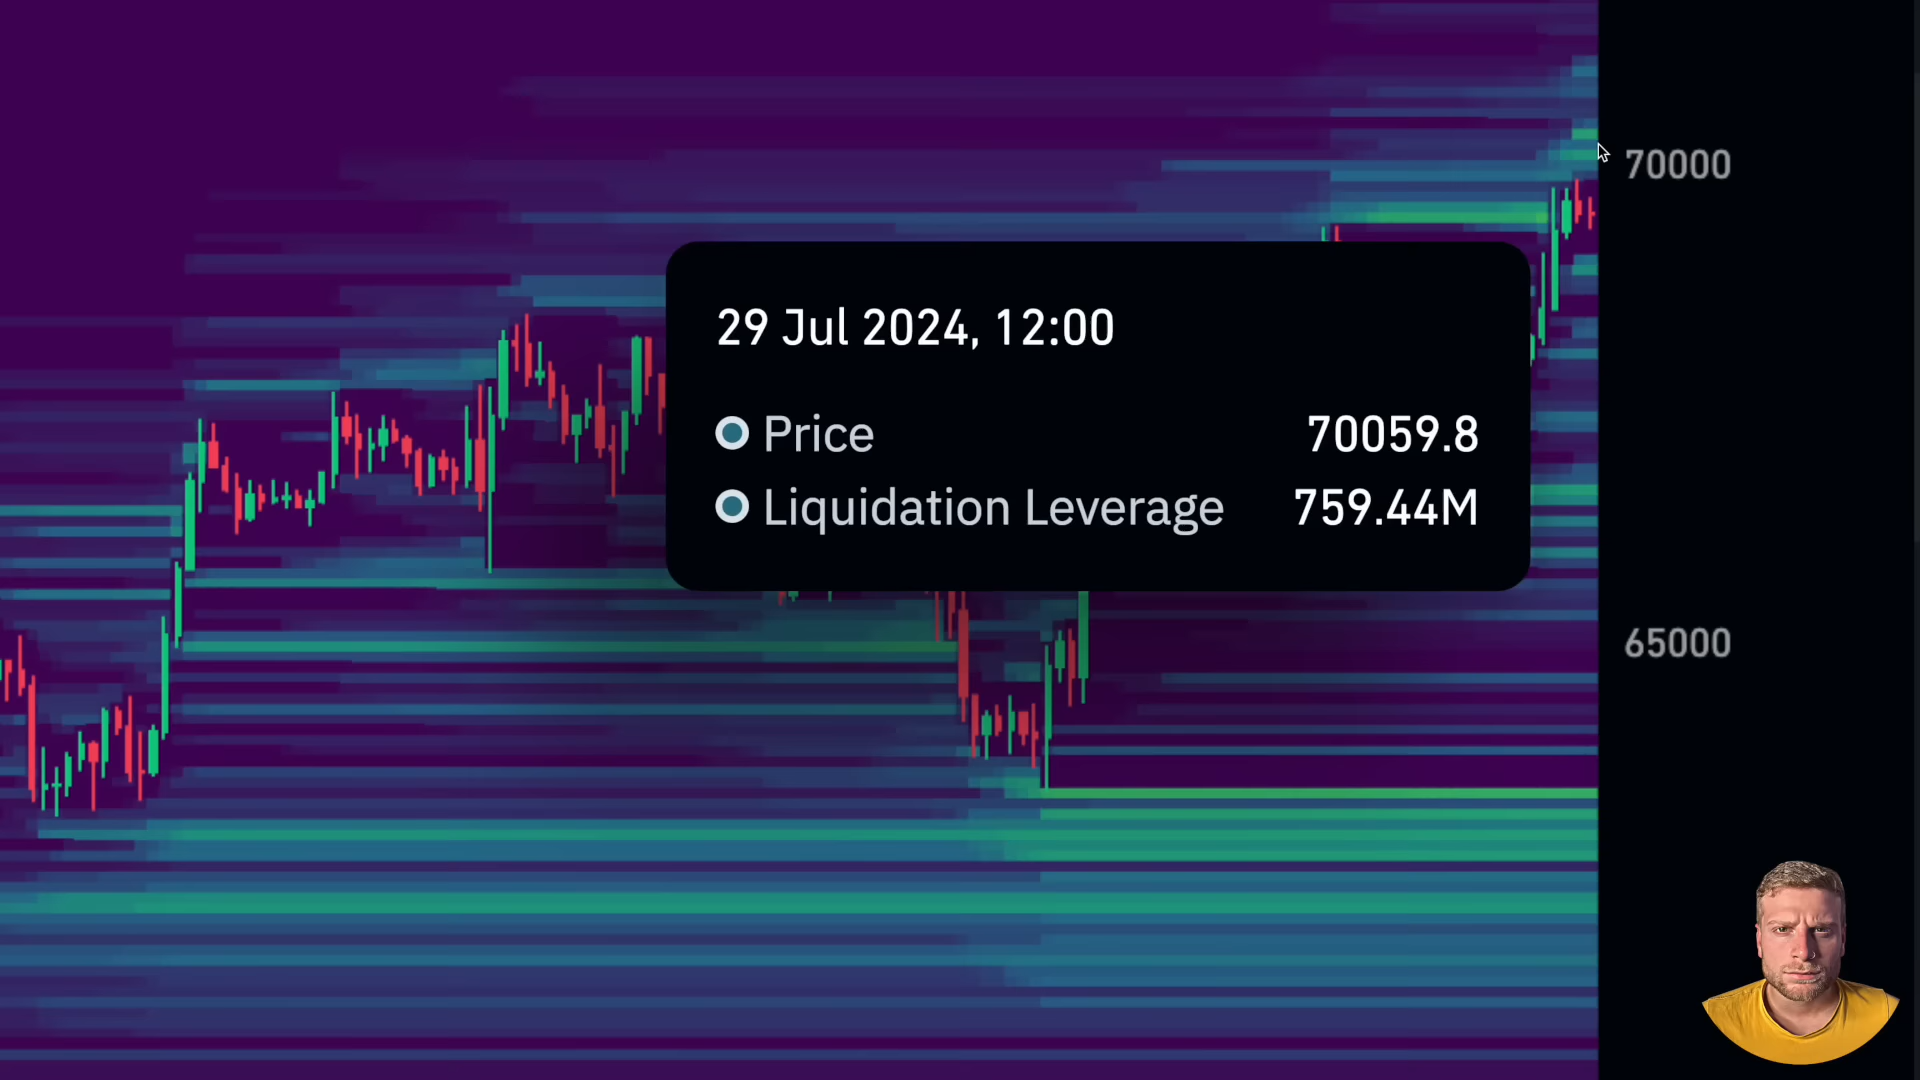 70000
29 Jul 2024, 12:00
Price 70059.8
Liquidation Leverage 759.44M
65000